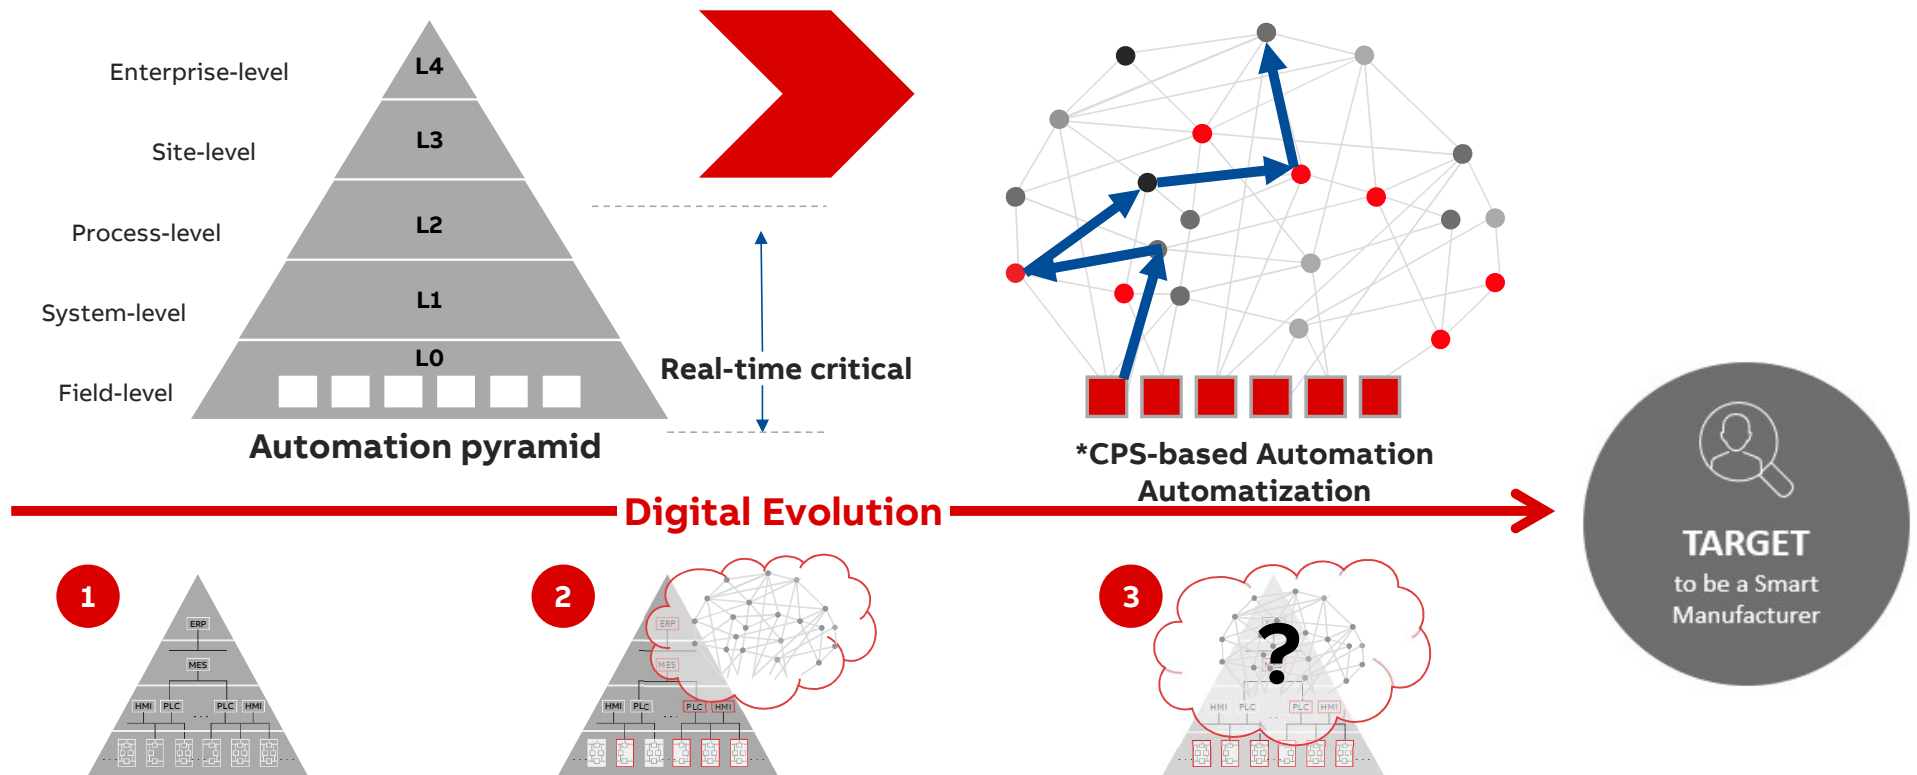 Enterprise-level
L4
Site-level
L3
Process-level
L2
System-level
L1
Field-level
L0
Real-time critical
Automation pyramid
*CPS-based Automation
Automatization
Digital Evolution
TARGET
to be a Smart
Manufacturer
1
ERP
MES
HMI PLC ... PLC HMI
2
ERP
MES
HMI PLC ... PLC HMI
3
?
HMI PLC ... PLC HMI